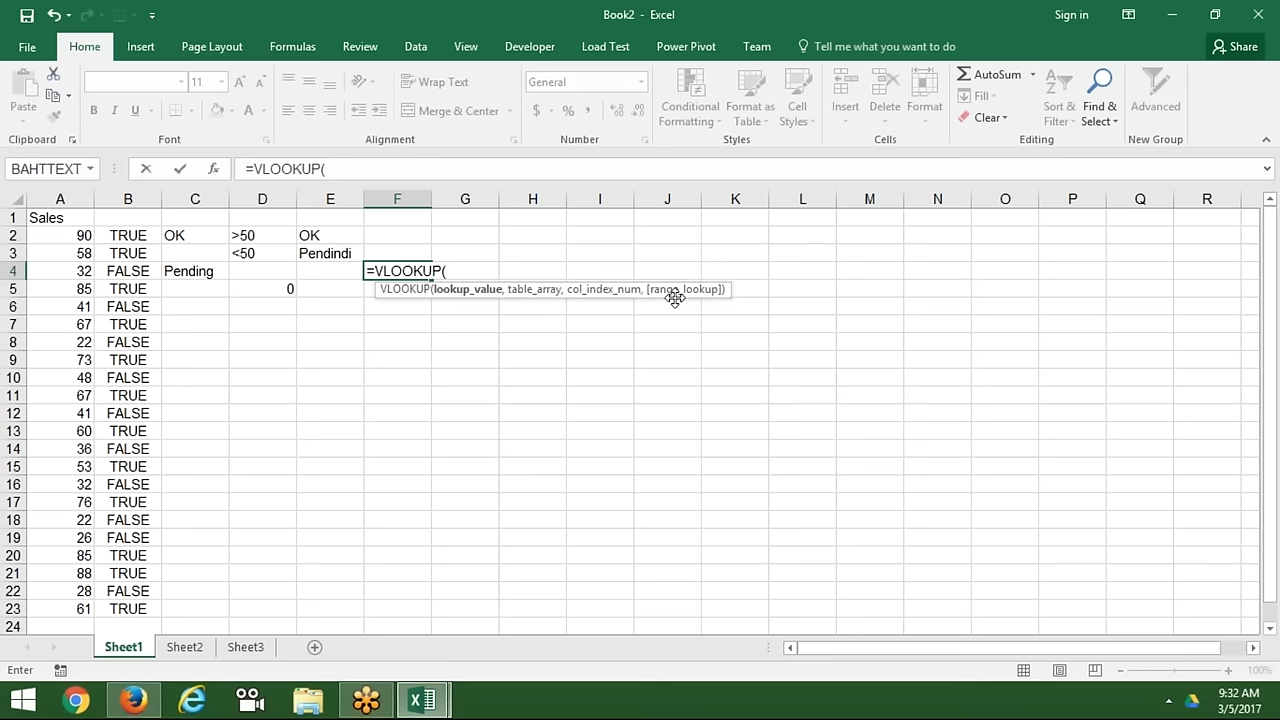 Book2 - Excel
Sign in
File Home Insert Page Layout Formulas Review Data View Developer Load Test Power Pivot Team Tell me what you want to do Share
Paste
11
General
Wrap Text
Merge & Center
Conditional Formatting
Format as Table
Cell Styles
Insert
Delete
Format
AutoSum
Fill
Clear
Sort & Filter
Find & Select
Advanced
Clipboard Font Alignment Number Styles Cells Editing New Group
BAHTTEXT fx =VLOOKUP(
A B C D E F G H I J K L M N O P Q R
1 Sales
2 90 TRUE OK >50 OK
3 58 TRUE <50 Pendindi
4 32 FALSE Pending =VLOOKUP(
5 85 TRUE 0 VLOOKUP(lookup_value, table_array, col_index_num, [range_lookup])
6 41 FALSE
7 67 TRUE
8 22 FALSE
9 73 TRUE
10 48 FALSE
11 67 TRUE
12 41 FALSE
13 60 TRUE
14 36 FALSE
15 53 TRUE
16 32 FALSE
17 76 TRUE
18 22 FALSE
19 26 FALSE
20 85 TRUE
21 88 TRUE
22 28 FALSE
23 61 TRUE
24
Sheet1 Sheet2 Sheet3
Enter 100%
9:32 AM
3/5/2017